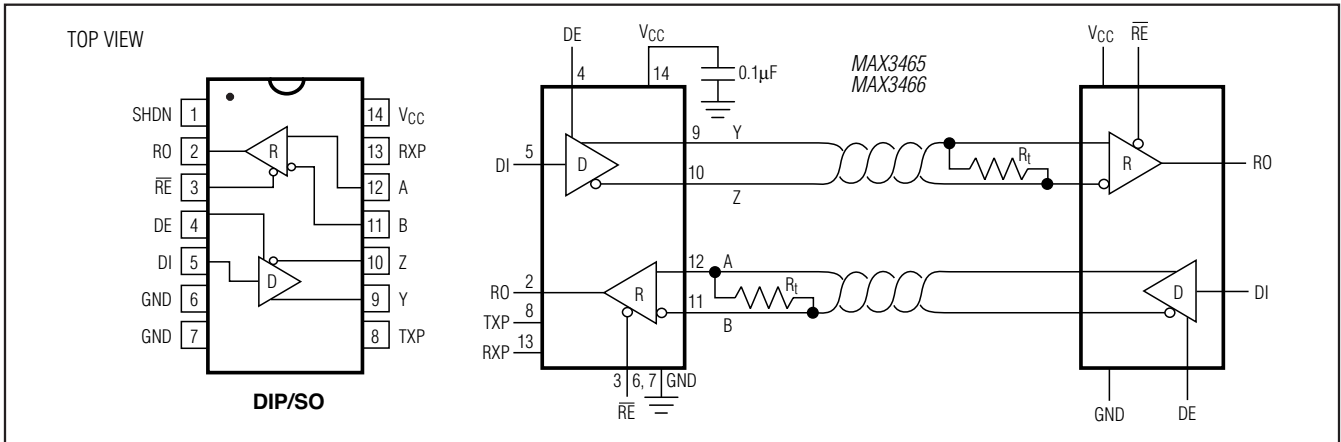 TOP VIEW
SHDN 1
RO 2
R̅E̅ 3
DE 4
DI 5
GND 6
GND 7
14 VCC
13 RXP
12 A
11 B
10 Z
9 Y
8 TXP
R
D
DIP/SO
DE
4
VCC
14
0.1µF
MAX3465
MAX3466
DI 5
D
9 Y
10
Z
Rt
12 A
11
B
Rt
RO 2
TXP 8
RXP 13
R
3 6, 7 GND
R̅E̅
VCC R̅E̅
R
RO
D
DI
GND DE